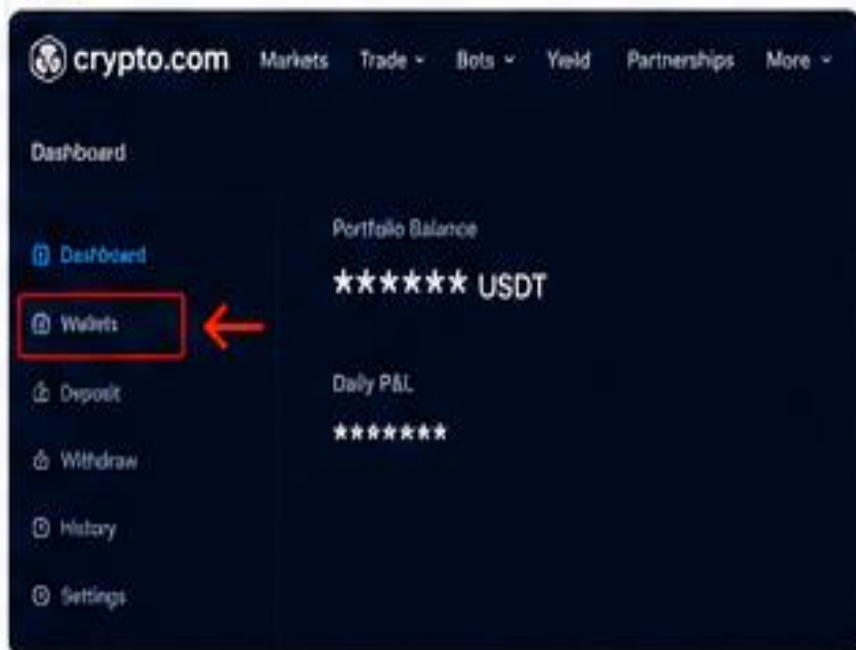 crypto.com Markets Trade Bots Yield Partnerships More
Dashboard
Dashboard
Wallets
Deposit
Withdraw
History
Settings
Portfolio Balance
****** USDT
Daily P&L
*******